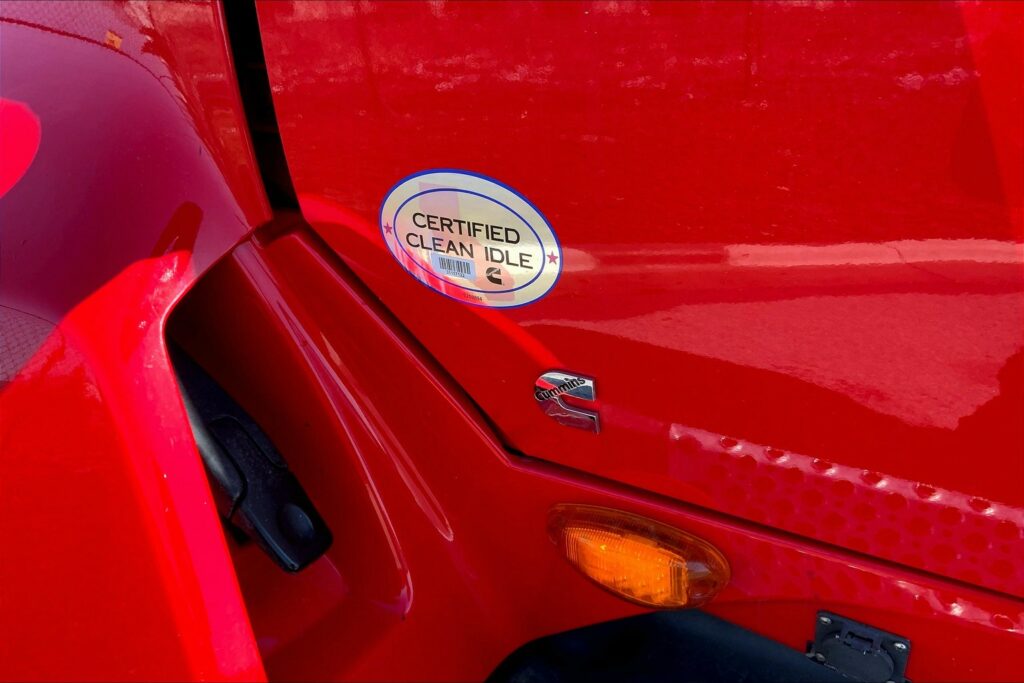 CERTIFIED
CLEAN IDLE
cummins